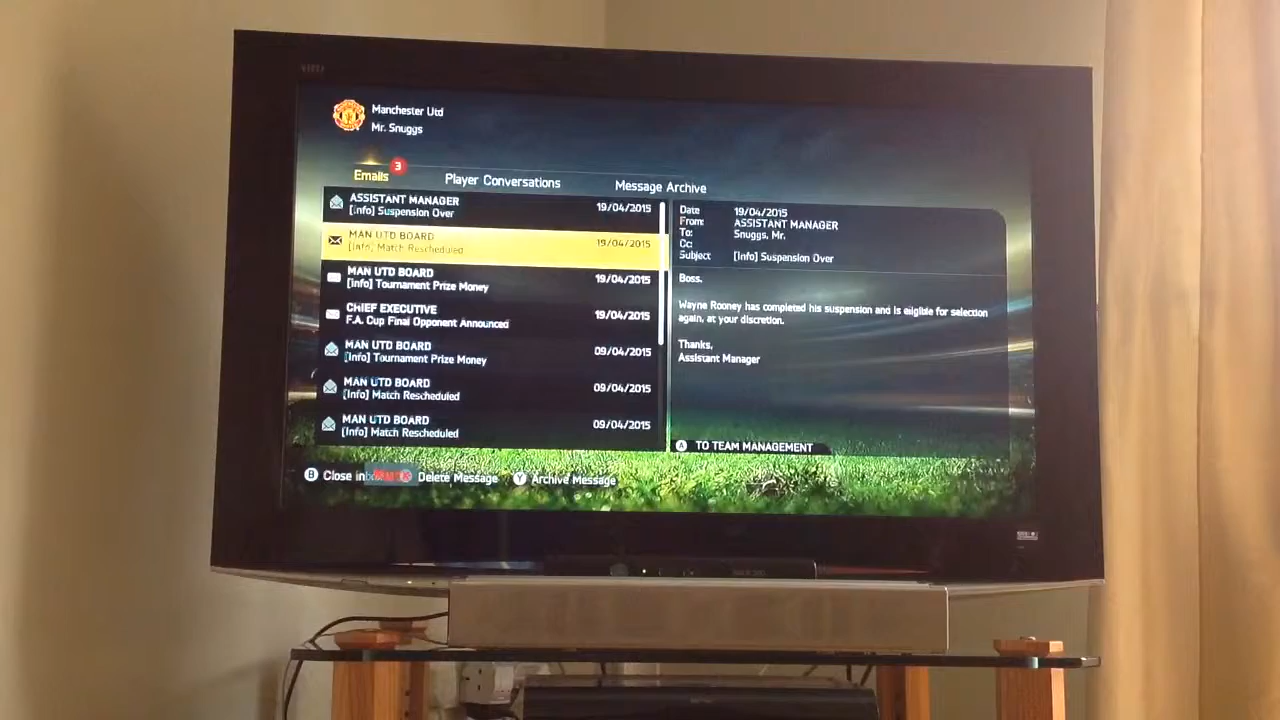 Manchester Utd
Mr. Snuggs
3
Emails
Player Conversations
Message Archive
ASSISTANT MANAGER
[Info] Suspension Over
19/04/2015
MAN UTD BOARD
[Info] Match Rescheduled
19/04/2015
MAN UTD BOARD
[Info] Tournament Prize Money
19/04/2015
CHIEF EXECUTIVE
F.A. Cup Final Opponent Announced
19/04/2015
MAN UTD BOARD
[Info] Tournament Prize Money
09/04/2015
MAN UTD BOARD
[Info] Match Rescheduled
09/04/2015
MAN UTD BOARD
[Info] Match Rescheduled
09/04/2015
Date 19/04/2015
From: ASSISTANT MANAGER
To: Snuggs, Mr.
Cc:
Subject [Info] Suspension Over
Boss.
Wayne Rooney has completed his suspension and is eligible for selection
again, at your discretion.
Thanks,
Assistant Manager
A TO TEAM MANAGEMENT
B Close Delete Message Y Archive Message